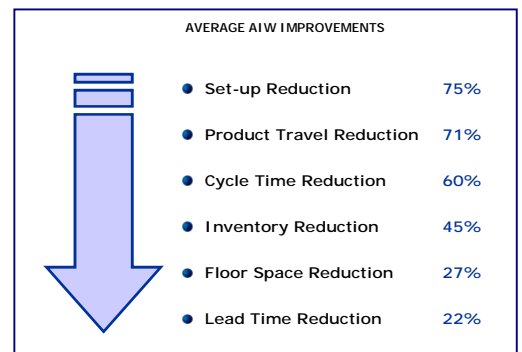 AVERAGE AIW IMPROVEMENTS
Set-up Reduction 75%
Product Travel Reduction 71%
Cycle Time Reduction 60%
Inventory Reduction 45%
Floor Space Reduction 27%
Lead Time Reduction 22%